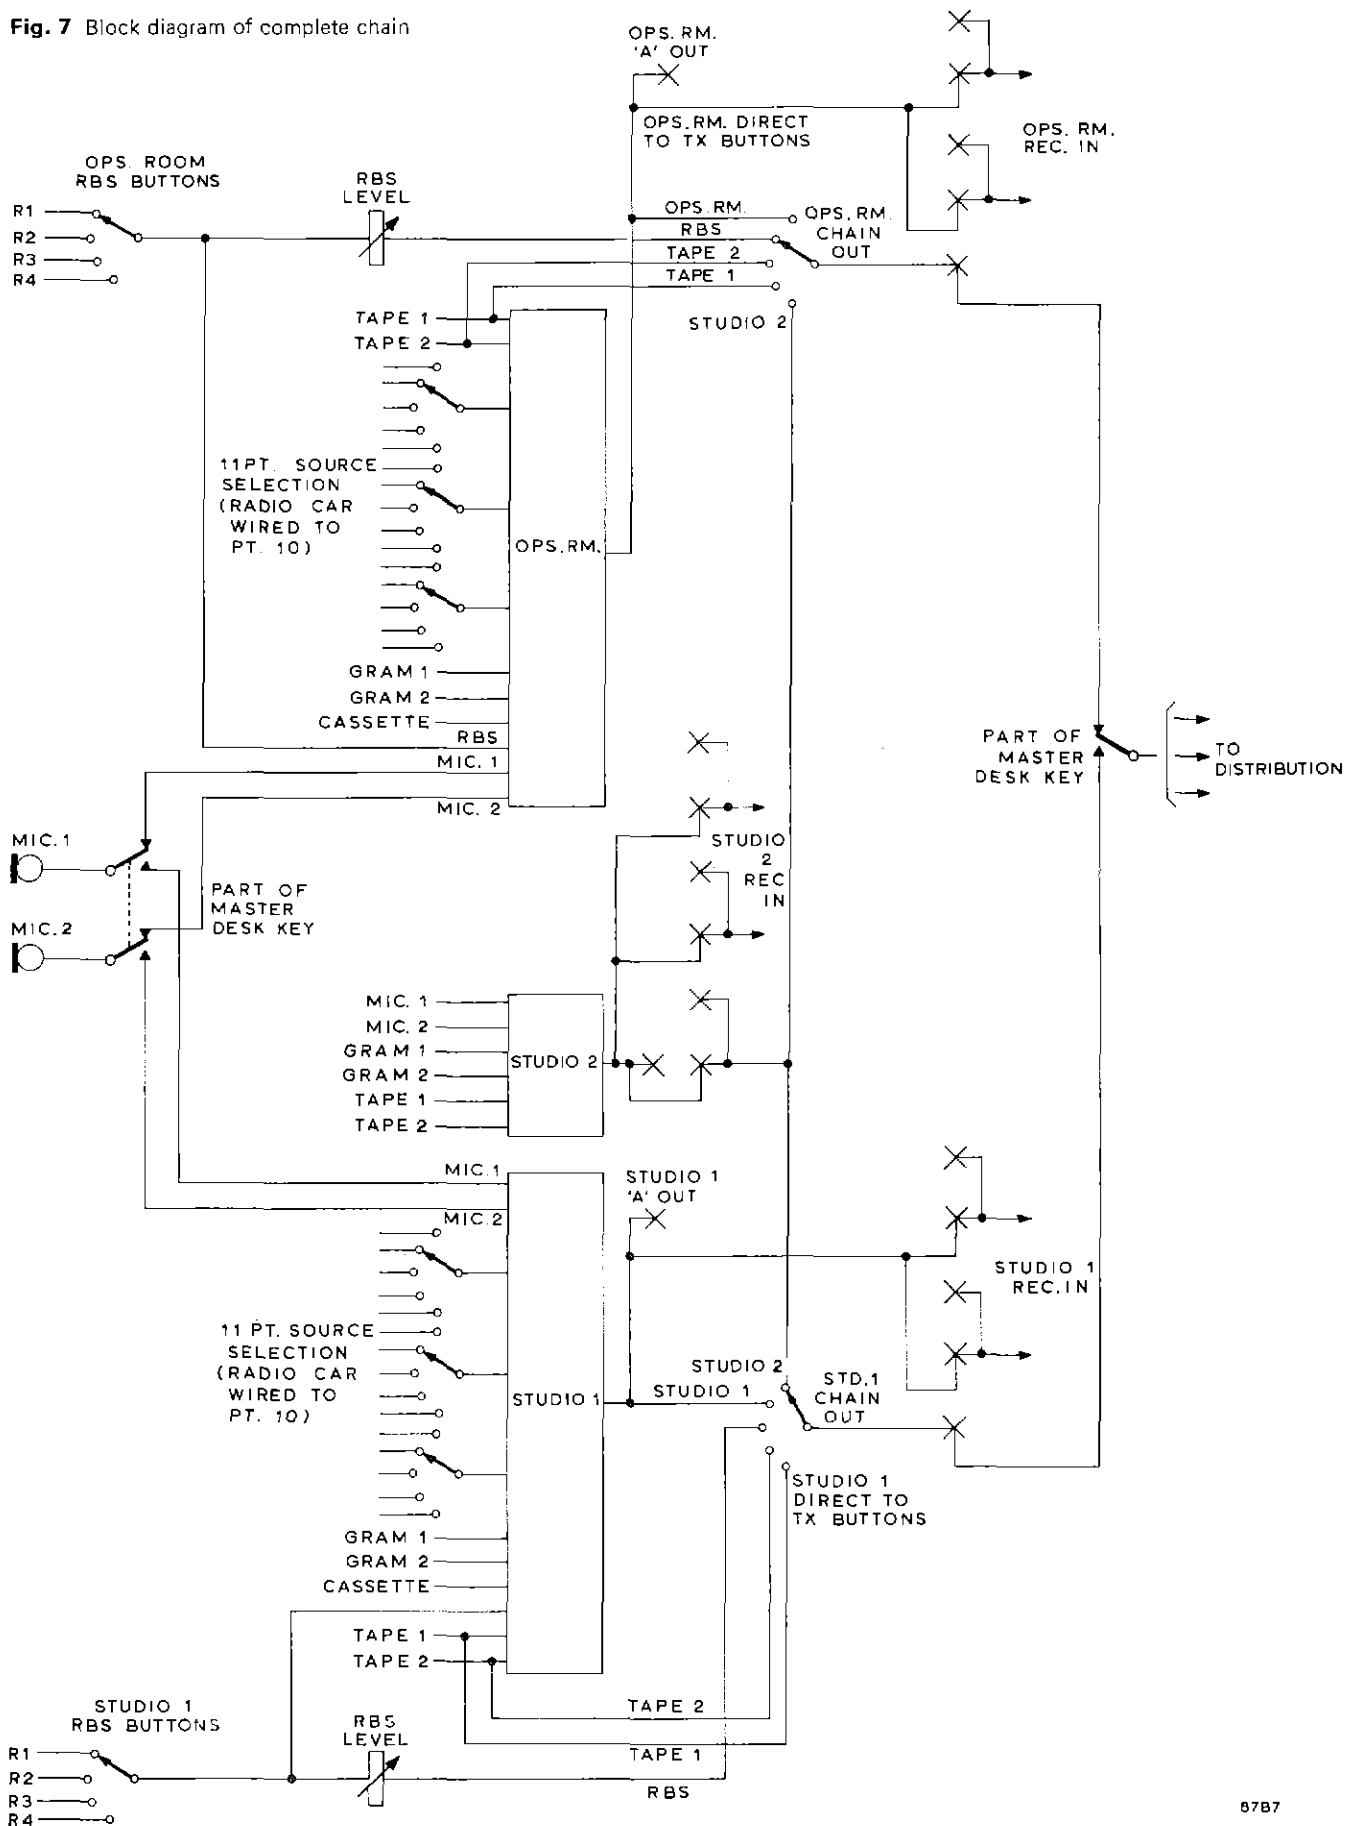 Fig. 7 Block diagram of complete chain
OPS. RM.
'A' OUT
OPS. RM. DIRECT
TO TX BUTTONS
OPS. RM.
REC. IN
OPS. ROOM
RBS BUTTONS
R1
R2
R3
R4
RBS
LEVEL
OPS. RM.
RBS
TAPE 2
TAPE 1
STUDIO 2
OPS. RM.
CHAIN
OUT
TAPE 1
TAPE 2
11 PT. SOURCE
SELECTION
(RADIO CAR
WIRED TO
PT. 10)
OPS. RM.
GRAM 1
GRAM 2
CASSETTE
RBS
MIC. 1
MIC. 2
PART OF
MASTER
DESK KEY
TO
DISTRIBUTION
MIC. 1
MIC. 2
PART OF
MASTER
DESK KEY
STUDIO
2
REC
IN
MIC. 1
MIC. 2
GRAM 1
GRAM 2
TAPE 1
TAPE 2
STUDIO 2
MIC. 1
MIC. 2
STUDIO 1
'A' OUT
STUDIO 1
REC. IN
11 PT. SOURCE
SELECTION
(RADIO CAR
WIRED TO
PT. 10)
STUDIO 1
STUDIO 2
STUDIO 1
STD. 1
CHAIN
OUT
STUDIO 1
DIRECT TO
TX BUTTONS
GRAM 1
GRAM 2
CASSETTE
TAPE 1
TAPE 2
TAPE 2
TAPE 1
RBS
STUDIO 1
RBS BUTTONS
R1
R2
R3
R4
RBS
LEVEL